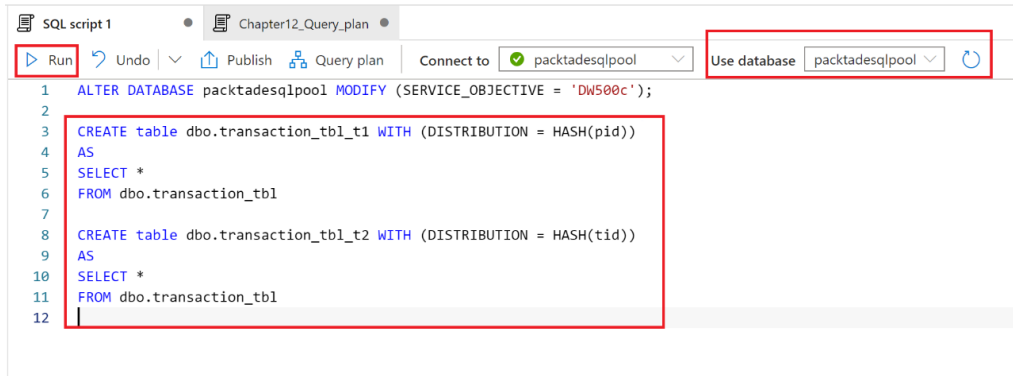 SQL script 1 Chapter12_Query_plan
Run Undo Publish Query plan Connect to packtadesqlpool Use database packtadesqlpool
1 ALTER DATABASE packtadesqlpool MODIFY (SERVICE_OBJECTIVE = 'DW500c');
2
3 CREATE table dbo.transaction_tbl_t1 WITH (DISTRIBUTION = HASH(pid))
4 AS
5 SELECT *
6 FROM dbo.transaction_tbl
7
8 CREATE table dbo.transaction_tbl_t2 WITH (DISTRIBUTION = HASH(tid))
9 AS
10 SELECT *
11 FROM dbo.transaction_tbl
12